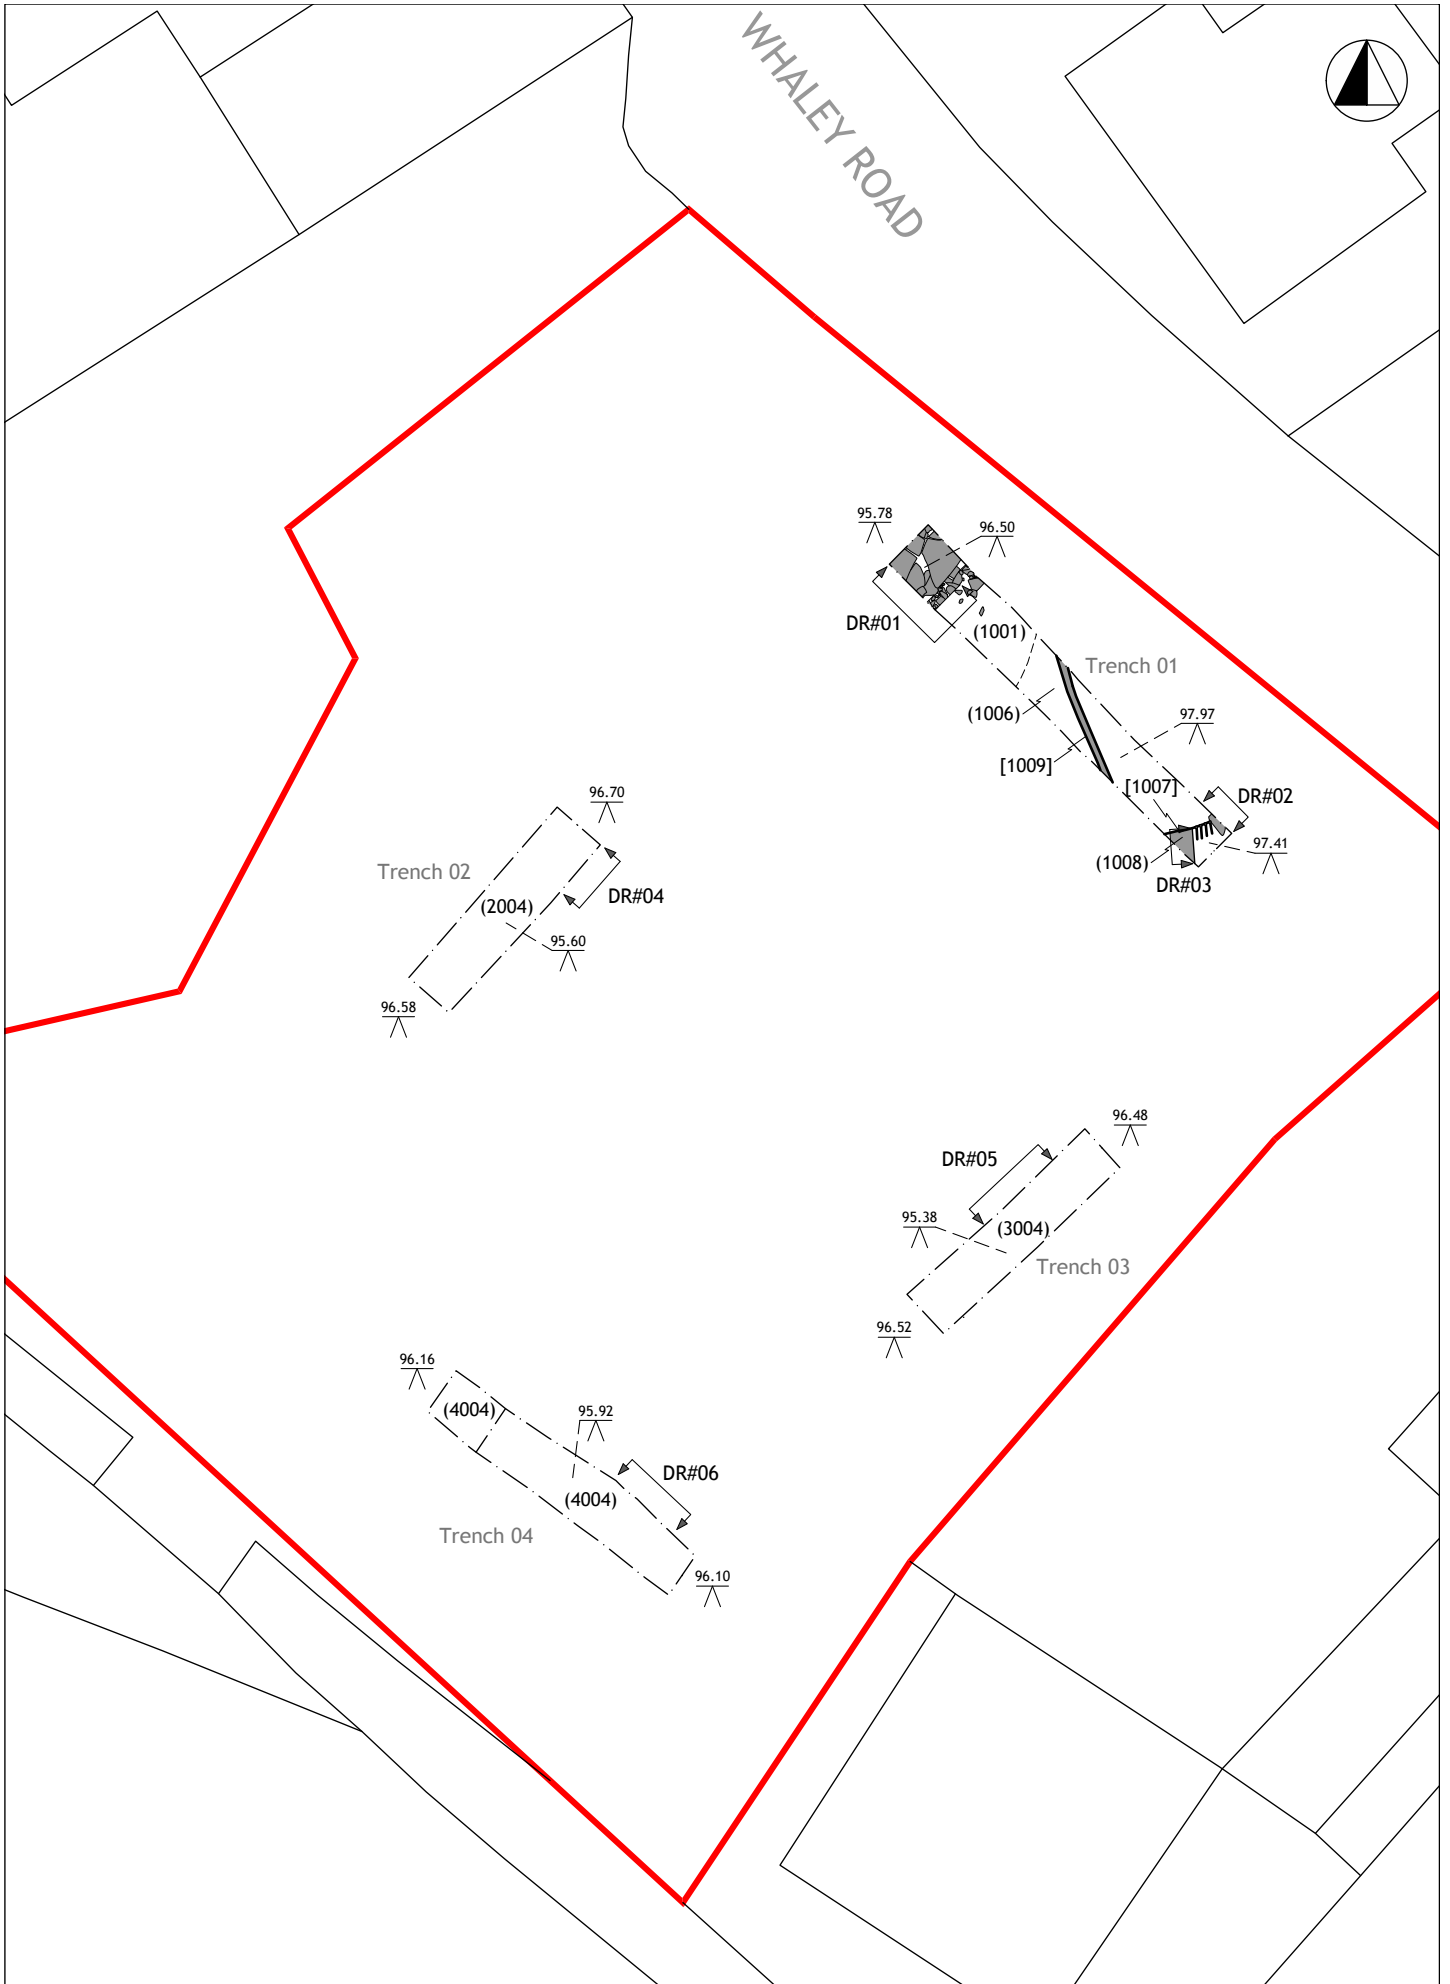 WHALEY ROAD
95.78
96.50
DR#01
(1001)
Trench 01
(1006)
97.97
[1009]
[1007]
DR#02
(1008)
97.41
DR#03
96.70
Trench 02
(2004)
DR#04
95.60
96.58
96.48
DR#05
95.38
(3004)
Trench 03
96.52
96.16
(4004)
95.92
DR#06
(4004)
Trench 04
96.10